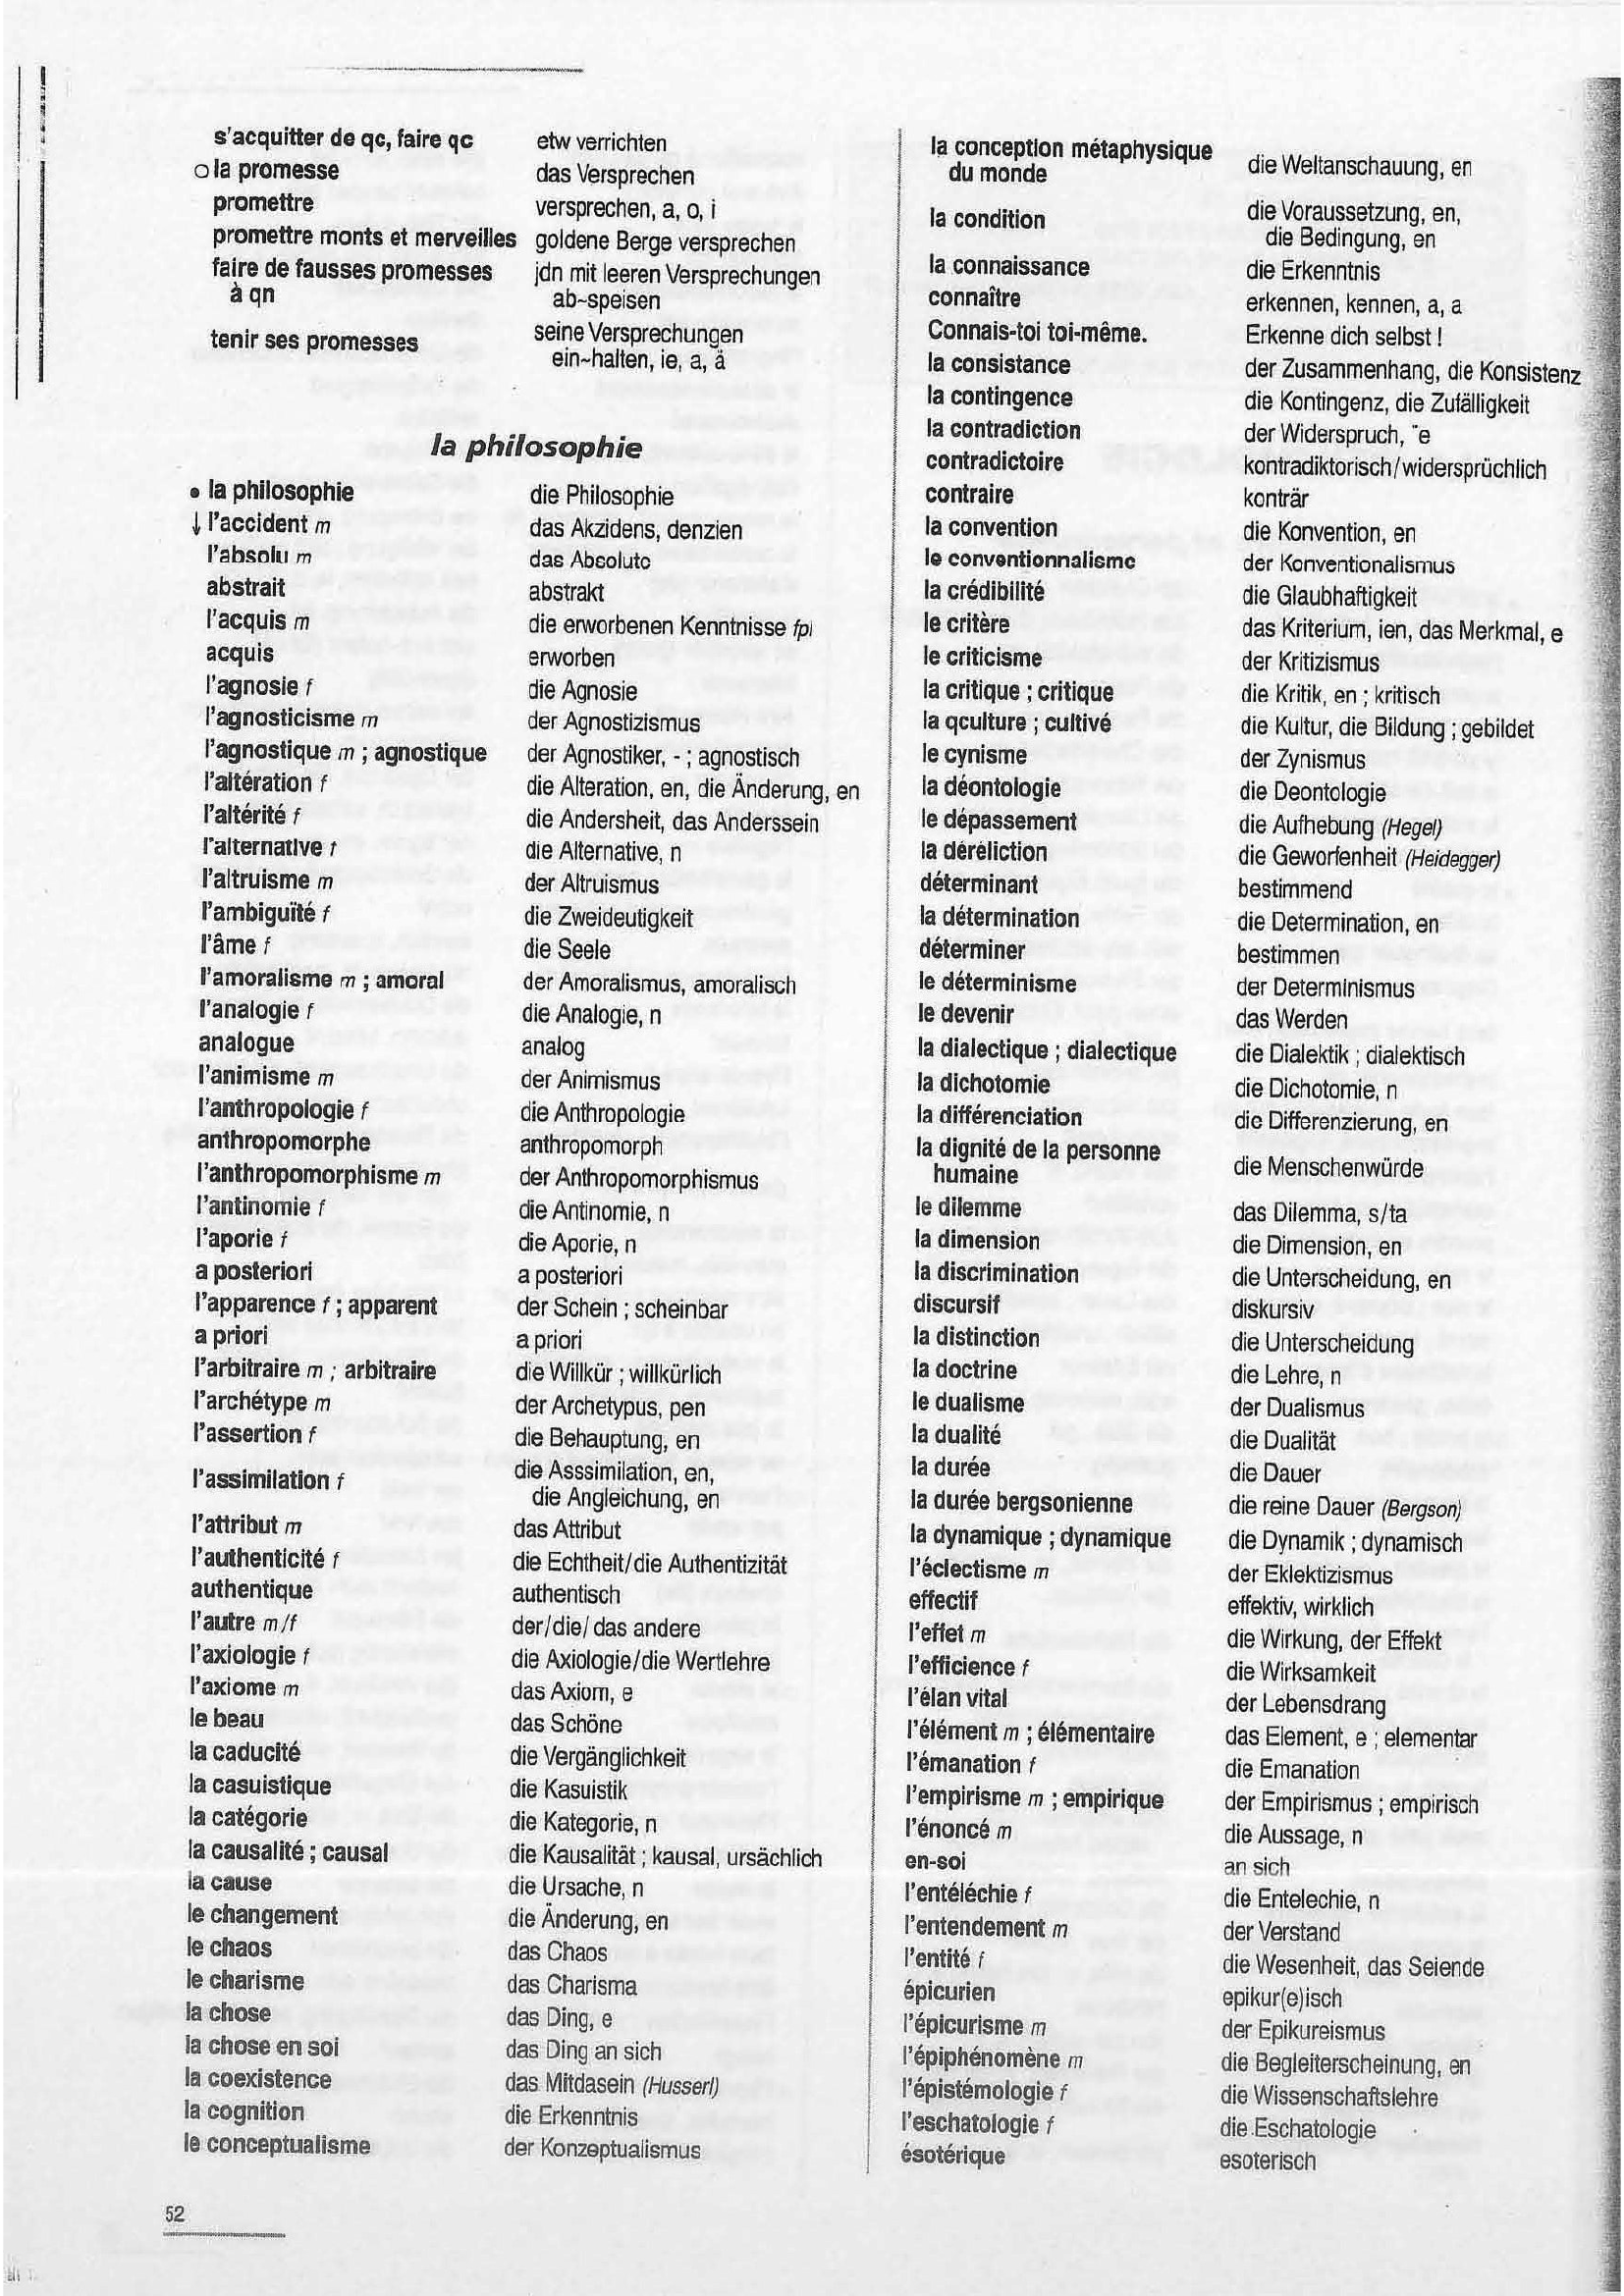 s'acquitter de qc, faire qc etw verrichten
o la promesse das Versprechen
promettre versprechen, a, o, i
promettre monts et merveilles goldene Berge versprechen
faire de fausses promesses jdn mit leeren Versprechungen
à qn ab~speisen
tenir ses promesses seine Versprechungen
ein~halten, ie, a, ä
la philosophie
• la philosophie die Philosophie
↓ l'accident m das Akzidens, denzien
l'absolu m das Absolute
abstrait abstrakt
l'acquis m die erworbenen Kenntnisse fpl
acquis erworben
l'agnosie f die Agnosie
l'agnosticisme m der Agnostizismus
l'agnostique m ; agnostique der Agnostiker, - ; agnostisch
l'altération f die Alteration, en, die Änderung, en
l'altérité f die Andersheit, das Anderssein
l'alternative f die Alternative, n
l'altruisme m der Altruismus
l'ambiguïté f die Zweideutigkeit
l'âme f die Seele
l'amoralisme m ; amoral der Amoralismus, amoralisch
l'analogie f die Analogie, n
analogue analog
l'animisme m der Animismus
l'anthropologie f die Anthropologie
anthropomorphe anthropomorph
l'anthropomorphisme m der Anthropomorphismus
l'antinomie f die Antinomie, n
l'aporie f die Aporie, n
a posteriori a posteriori
l'apparence f ; apparent der Schein ; scheinbar
a priori a priori
l'arbitraire m ; arbitraire die Willkür ; willkürlich
l'archétype m der Archetypus, pen
l'assertion f die Behauptung, en
l'assimilation f die Asssimilation, en,
die Angleichung, en
l'attribut m das Attribut
l'authenticité f die Echtheit/die Authentizität
authentique authentisch
l'autre m/f der/die/ das andere
l'axiologie f die Axiologie/die Wertlehre
l'axiome m das Axiom, e
le beau das Schöne
la caducité die Vergänglichkeit
la casuistique die Kasuistik
la catégorie die Kategorie, n
la causalité ; causal die Kausalität ; kausal, ursächlich
la cause die Ursache, n
le changement die Änderung, en
le chaos das Chaos
le charisme das Charisma
la chose das Ding, e
la chose en soi das Ding an sich
la coexistence das Mitdasein (Husserl)
la cognition die Erkenntnis
le conceptualisme der Konzeptualismus
la conception métaphysique
du monde die Weltanschauung, en
la condition die Voraussetzung, en,
die Bedingung, en
la connaissance die Erkenntnis
connaître erkennen, kennen, a, a
Connais-toi toi-même. Erkenne dich selbst !
la consistance der Zusammenhang, die Konsistenz
la contingence die Kontingenz, die Zufälligkeit
la contradiction der Widerspruch, ¨e
contradictoire kontradiktorisch/widersprüchlich
contraire konträr
la convention die Konvention, en
le conventionnalisme der Konventionalismus
la crédibilité die Glaubhaftigkeit
le critère das Kriterium, ien, das Merkmal, e
le criticisme der Kritizismus
la critique ; critique die Kritik, en ; kritisch
la qculture ; cultivé die Kultur, die Bildung ; gebildet
le cynisme der Zynismus
la déontologie die Deontologie
le dépassement die Aufhebung (Hegel)
la déréliction die Geworfenheit (Heidegger)
déterminant bestimmend
la détermination die Determination, en
déterminer bestimmen
le déterminisme der Determinismus
le devenir das Werden
la dialectique ; dialectique die Dialektik ; dialektisch
la dichotomie die Dichotomie, n
la différenciation die Differenzierung, en
la dignité de la personne
humaine die Menschenwürde
le dilemme das Dilemma, s/ta
la dimension die Dimension, en
la discrimination die Unterscheidung, en
discursif diskursiv
la distinction die Unterscheidung
la doctrine die Lehre, n
le dualisme der Dualismus
la dualité die Dualität
la durée die Dauer
la durée bergsonienne die reine Dauer (Bergson)
la dynamique ; dynamique die Dynamik ; dynamisch
l'éclectisme m der Eklektizismus
effectif effektiv, wirklich
l'effet m die Wirkung, der Effekt
l'efficience f die Wirksamkeit
l'élan vital der Lebensdrang
l'élément m ; élémentaire das Element, e ; elementar
l'émanation f die Emanation
l'empirisme m ; empirique der Empirismus ; empirisch
l'énoncé m die Aussage, n
en-soi an sich
l'entéléchie f die Entelechie, n
l'entendement m der Verstand
l'entité f die Wesenheit, das Seiende
épicurien epikur(e)isch
l'épicurisme m der Epikureismus
l'épiphénomène m die Begleiterscheinung, en
l'épistémologie f die Wissenschaftslehre
l'eschatologie f die Eschatologie
ésotérique esoterisch
52